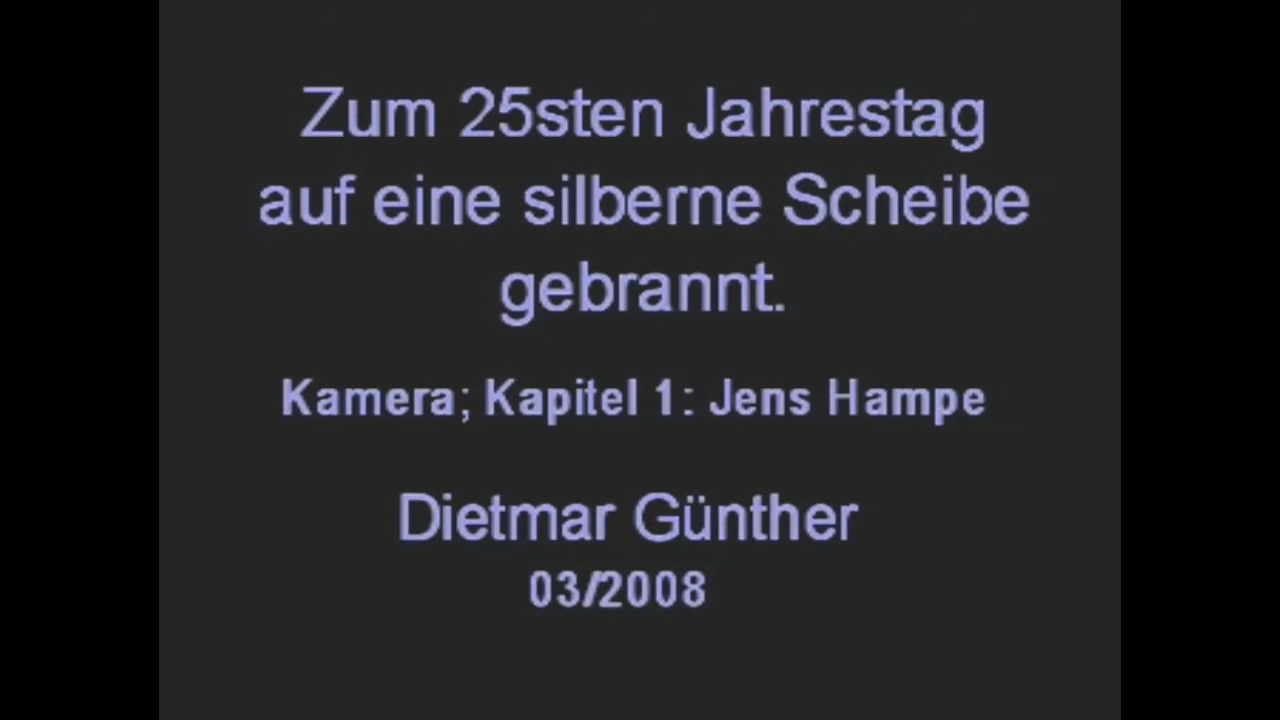 Zum 25sten Jahrestag
auf eine silberne Scheibe
gebrannt.
Kamera; Kapitel 1: Jens Hampe
Dietmar Günther
03/2008